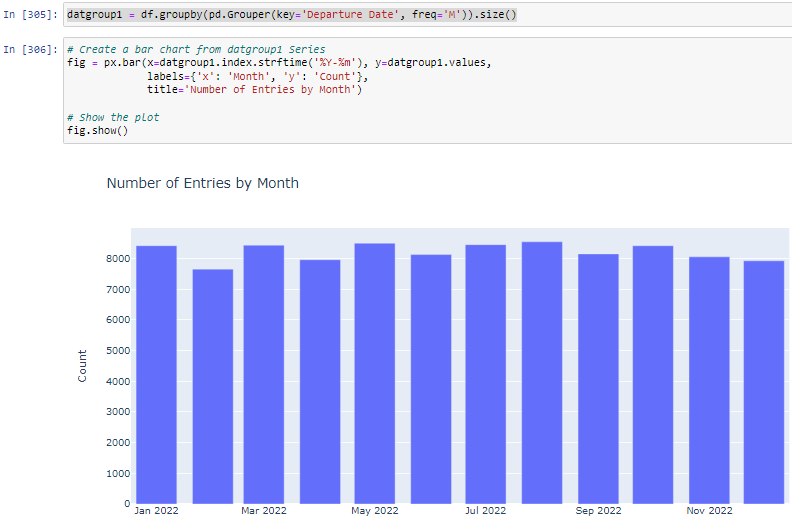 In [305]: datgroup1 = df.groupby(pd.Grouper(key='Departure Date', freq='M')).size()
In [306]: # Create a bar chart from datgroup1 Series
fig = px.bar(x=datgroup1.index.strftime('%Y-%m'), y=datgroup1.values,
labels={'x': 'Month', 'y': 'Count'},
title='Number of Entries by Month')
# Show the plot
fig.show()
Number of Entries by Month
8000
7000
6000
5000
4000
3000
2000
1000
0
Count
Jan 2022 Mar 2022 May 2022 Jul 2022 Sep 2022 Nov 2022